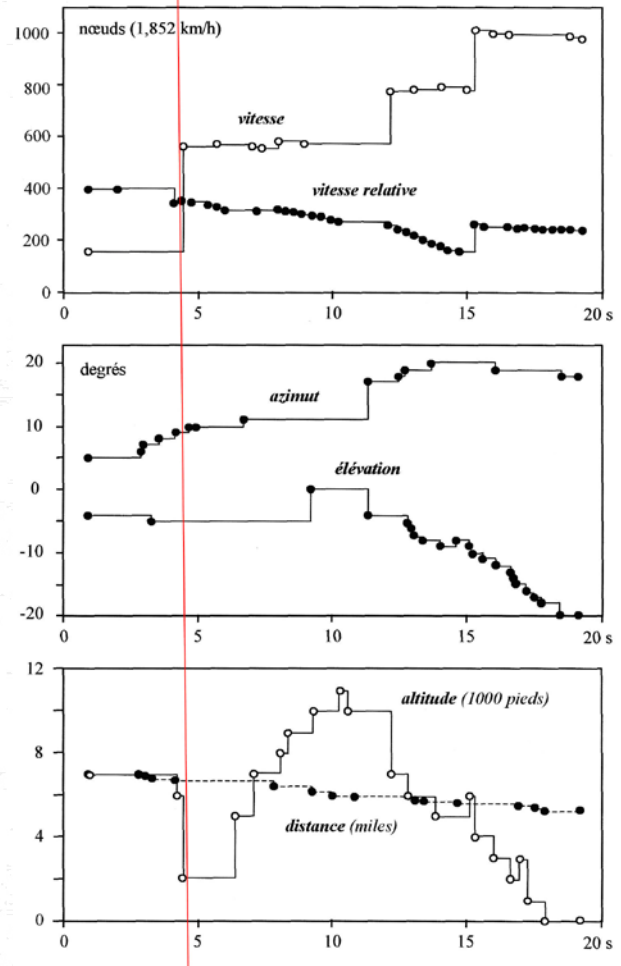 1000
nœuds (1,852 km/h)
800
vitesse
600
vitesse relative
400
200
0
0 5 10 15 20 s
20
degrés
azimut
10
élévation
0
-10
-20
0 5 10 15 20 s
12
altitude (1000 pieds)
8
4
distance (miles)
0
0 5 10 15 20 s